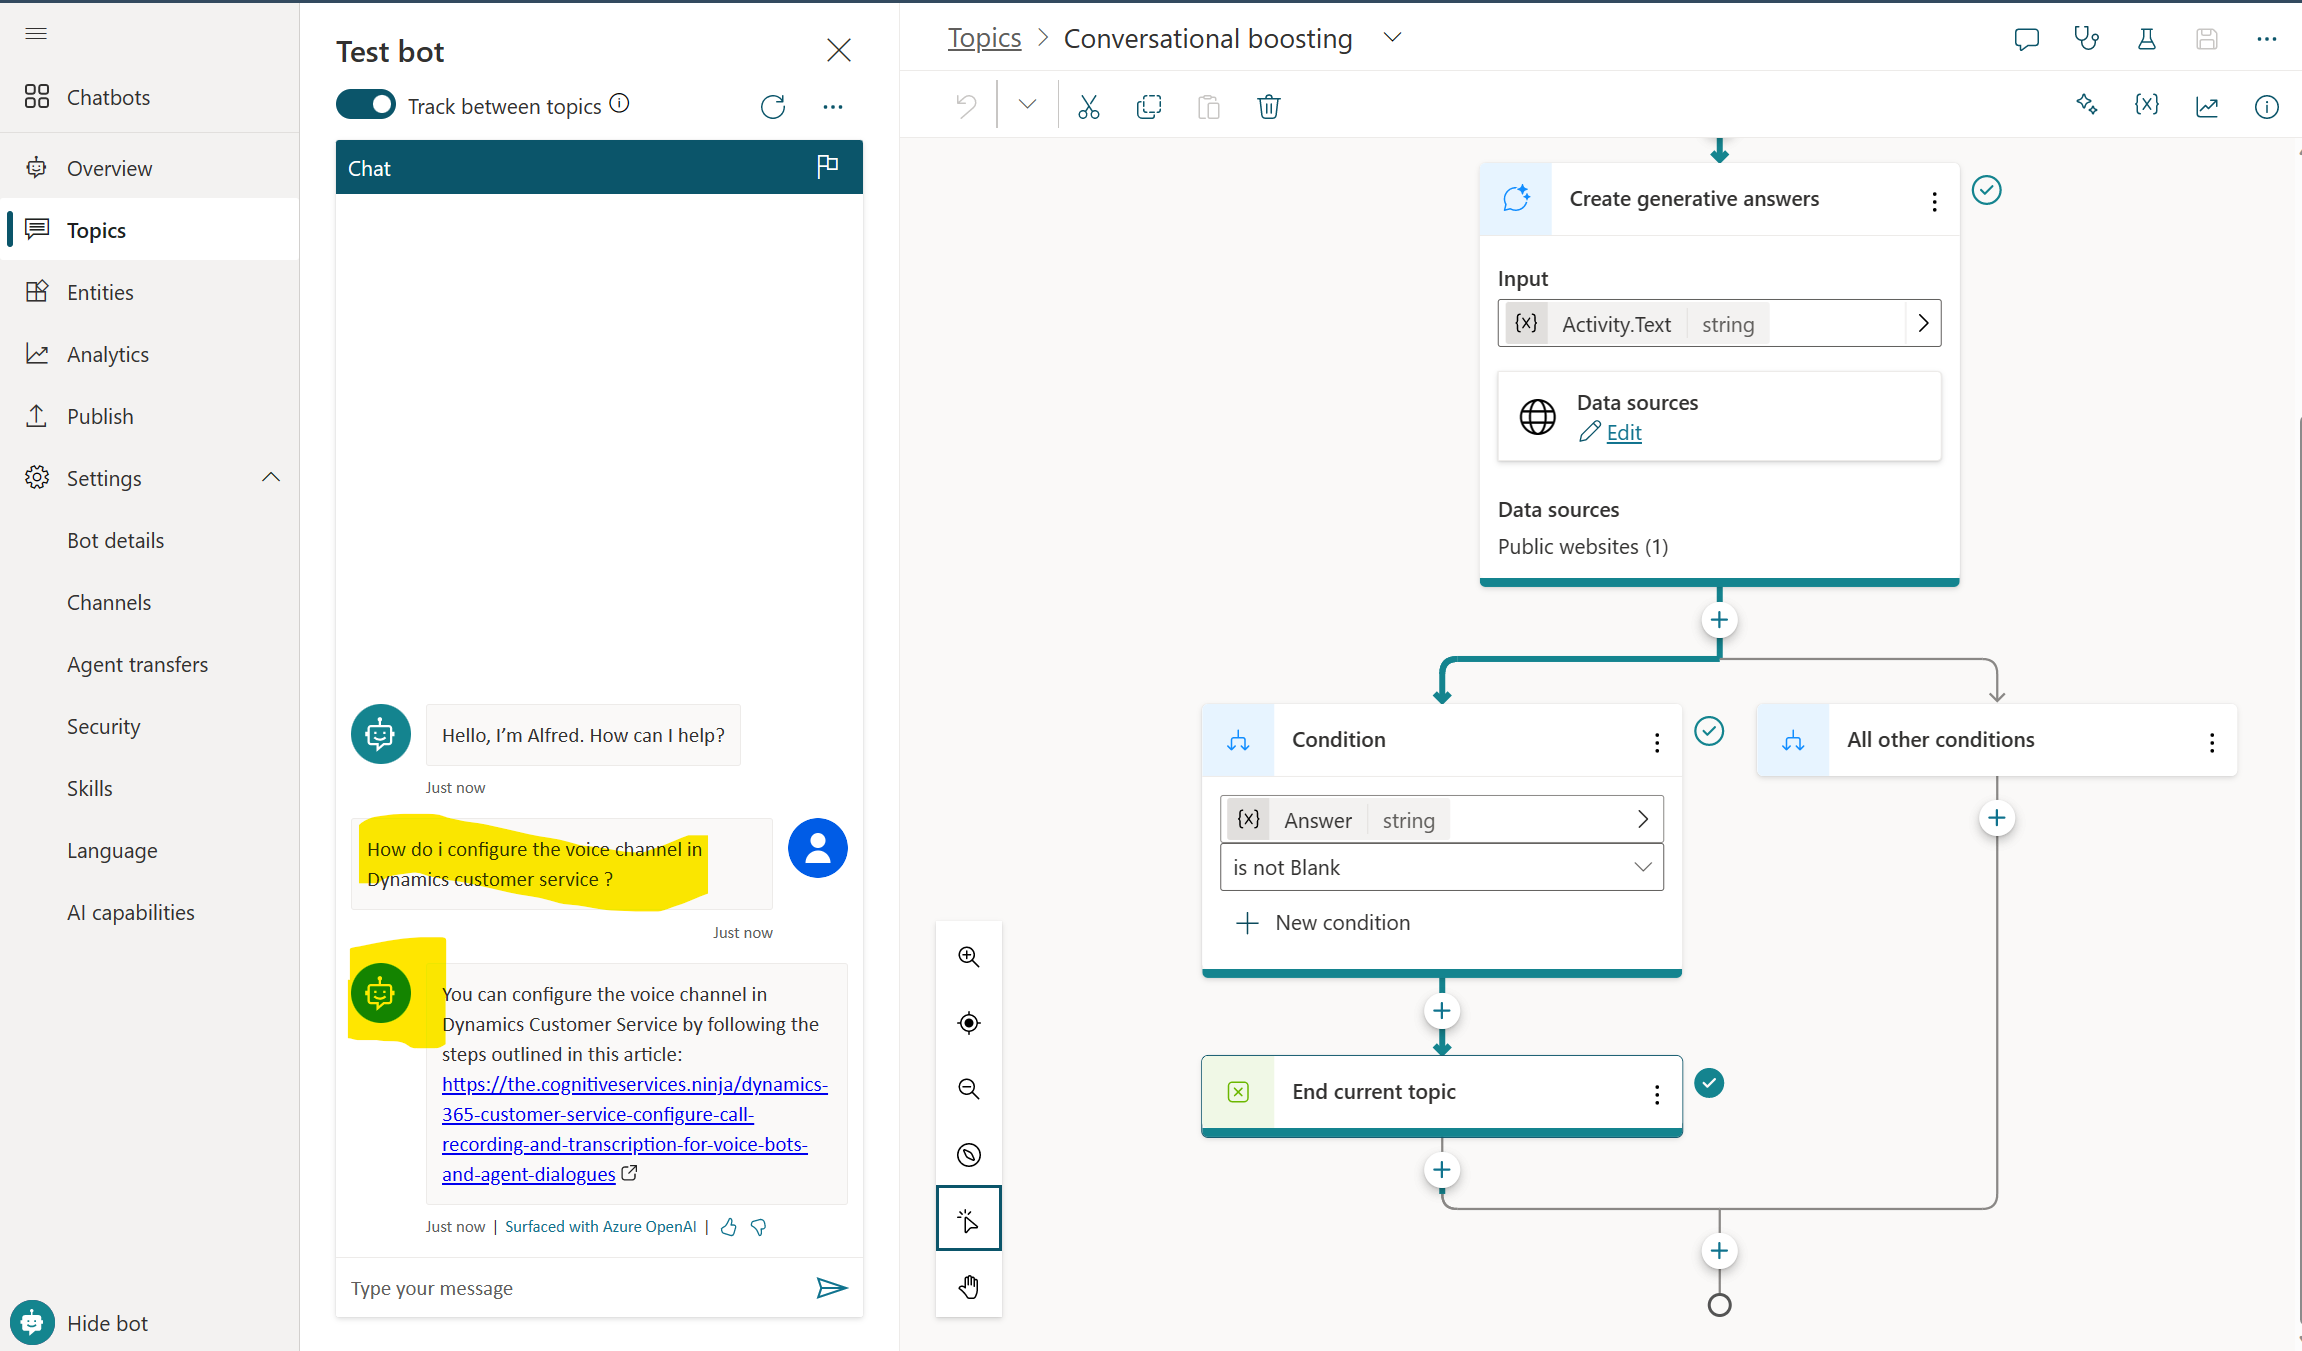 Chatbots
Overview
Topics
Entities
Analytics
Publish
Settings
Bot details
Channels
Agent transfers
Security
Skills
Language
AI capabilities
Hide bot
Test bot
Track between topics
Chat
Hello, I’m Alfred. How can I help?
Just now
How do i configure the voice channel in
Dynamics customer service ?
Just now
You can configure the voice channel in
Dynamics Customer Service by following the
steps outlined in this article:
https://the.cognitiveservices.ninja/dynamics-
365-customer-service-configure-call-
recording-and-transcription-for-voice-bots-
and-agent-dialogues
Just now | Surfaced with Azure OpenAI |
Type your message
Topics > Conversational boosting
Create generative answers
Input
{x} Activity.Text string
Data sources
Edit
Data sources
Public websites (1)
Condition
{x} Answer string
is not Blank
New condition
All other conditions
End current topic